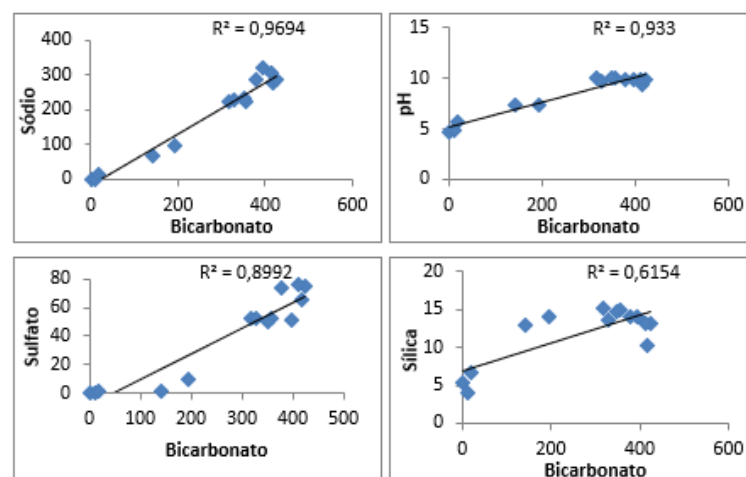 R² = 0,9694
400
300
200
100
0
Sódio
0 200 400 600
Bicarbonato
R² = 0,933
15
10
5
0
pH
0 200 400 600
Bicarbonato
R² = 0,8992
80
60
40
20
0
Sulfato
0 100 200 300 400 500
Bicarbonato
R² = 0,6154
20
15
10
5
0
Sílica
0 200 400 600
Bicarbonato